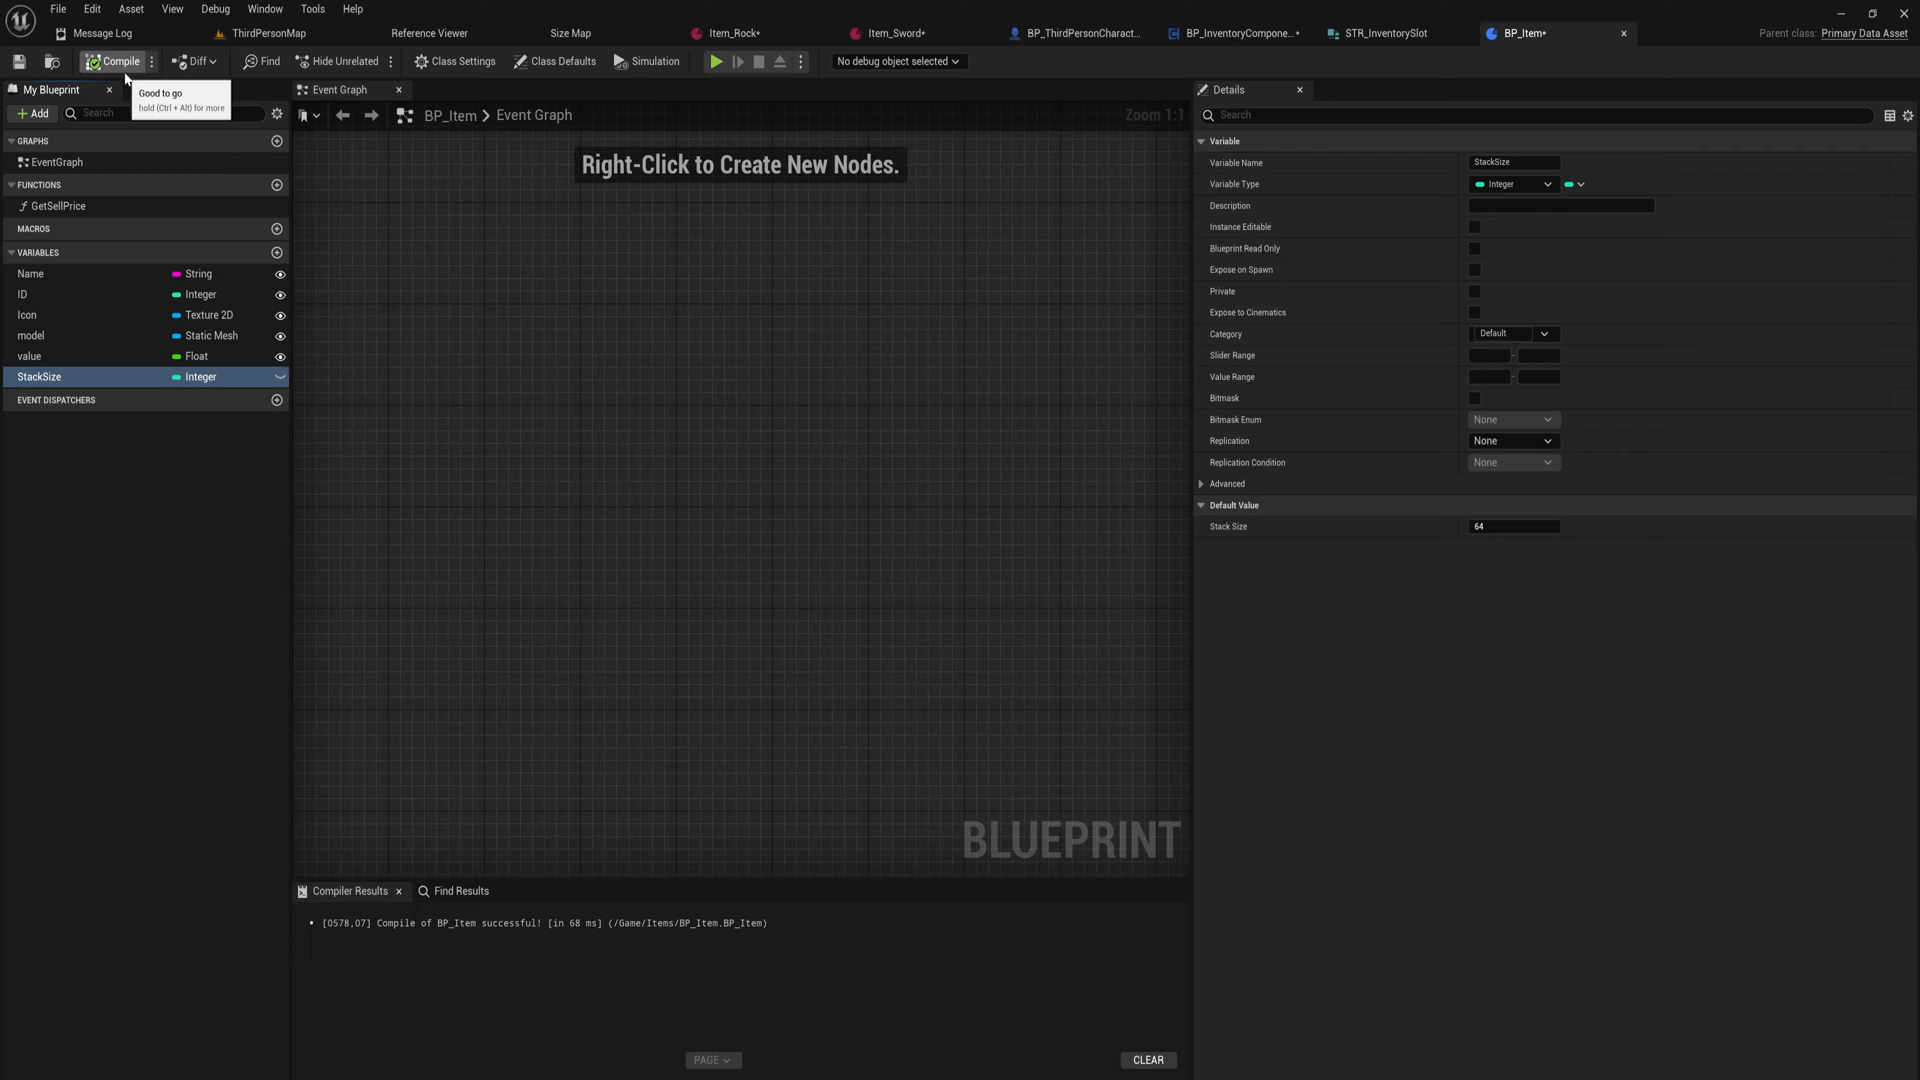 File Edit Asset View Debug Window Tools Help
Message Log ThirdPersonMap Reference Viewer Size Map Item_Rock* Item_Sword* BP_ThirdPersonCharact... BP_InventoryCompone...* STR_InventorySlot BP_Item* Parent class: Primary Data Asset
Compile Diff Find Hide Unrelated Class Settings Class Defaults Simulation No debug object selected
My Blueprint Event Graph Details
Good to go
hold (Ctrl + Alt) for more
Add Search BP_Item > Event Graph Zoom 1:1 Search
Right-Click to Create New Nodes.
GRAPHS
EventGraph
FUNCTIONS
GetSellPrice
MACROS
VARIABLES
Name String
ID Integer
Icon Texture 2D
model Static Mesh
value Float
StackSize Integer
EVENT DISPATCHERS
Variable
Variable Name StackSize
Variable Type Integer
Description
Instance Editable
Blueprint Read Only
Expose on Spawn
Private
Expose to Cinematics
Category Default
Slider Range
Value Range
Bitmask
Bitmask Enum None
Replication None
Replication Condition None
Advanced
Default Value
Stack Size 64
BLUEPRINT
Compiler Results Find Results
• [0578,07] Compile of BP_Item successful! [in 68 ms] (/Game/Items/BP_Item.BP_Item)
PAGE CLEAR